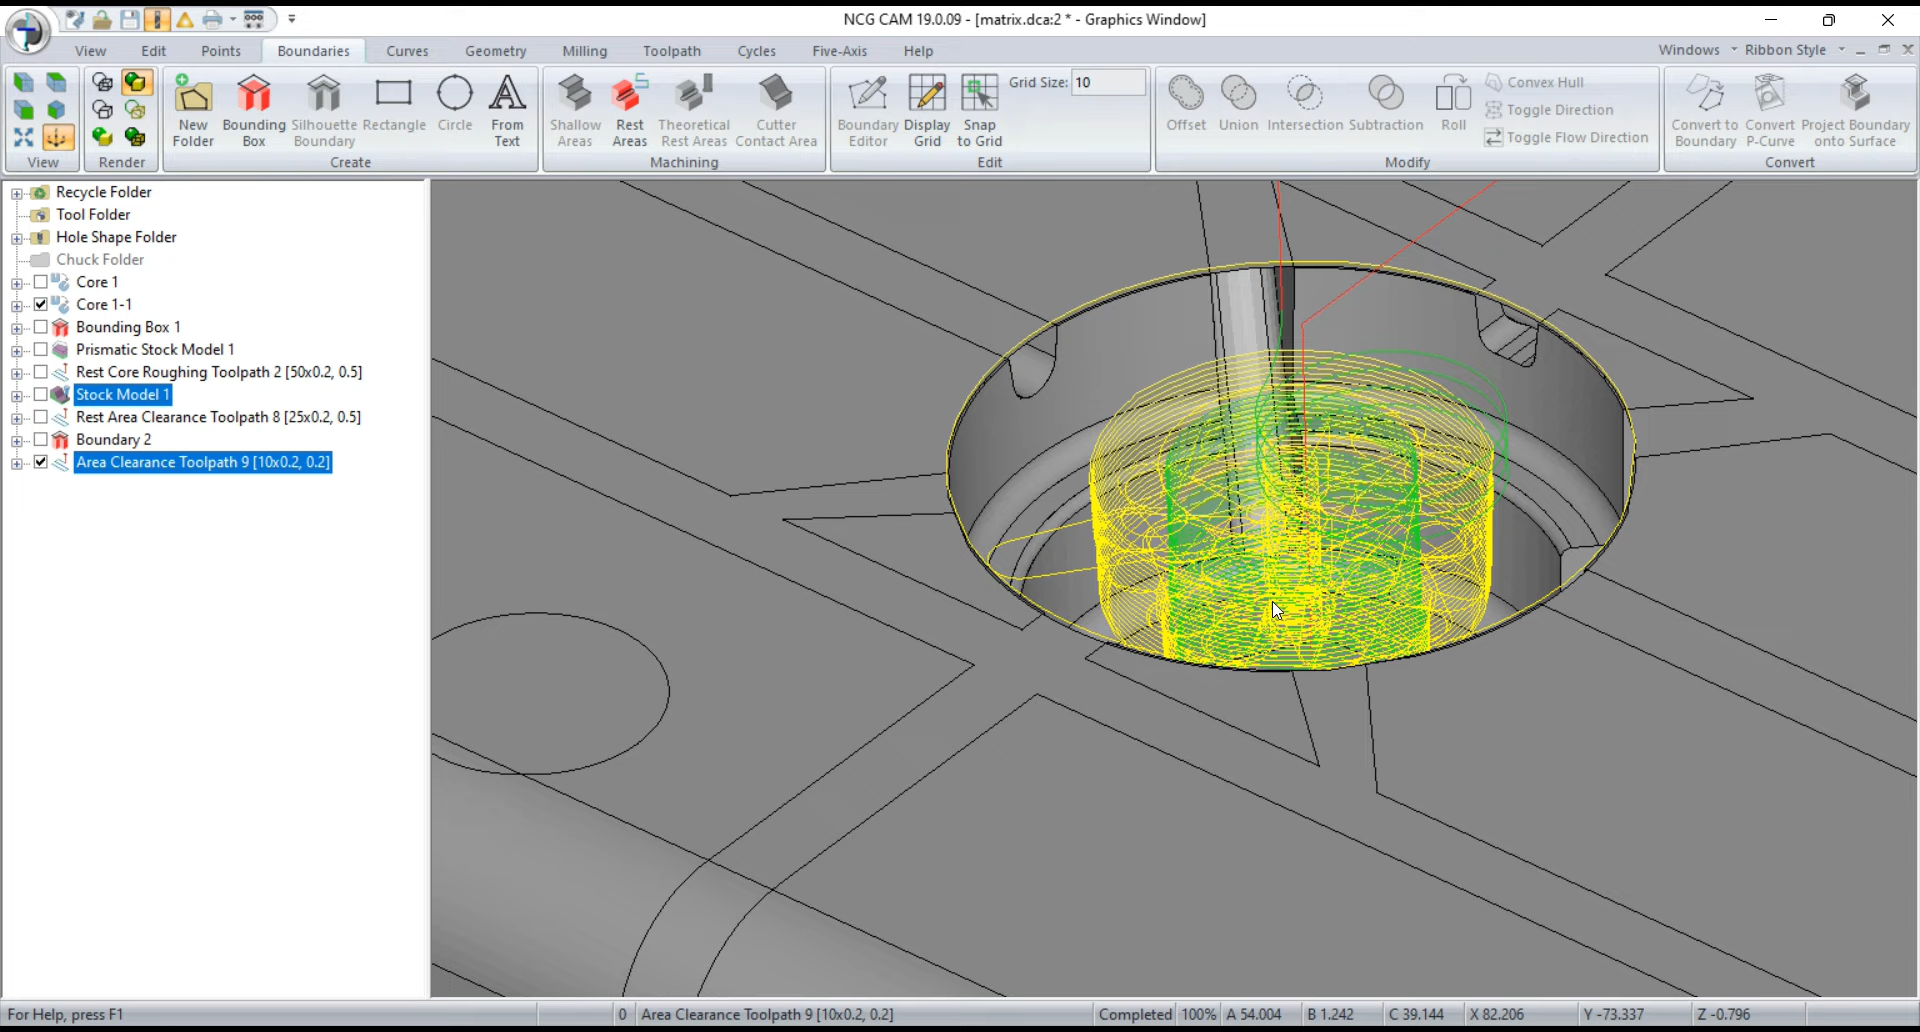 NCG CAM 19.0.09 - [matrix.dca:2 * - Graphics Window]
View Edit Points Boundaries Curves Geometry Milling Toolpath Cycles Five-Axis Help Windows Ribbon Style
Grid Size: 10
Convex Hull
Toggle Direction
Toggle Flow Direction
New Folder
Bounding Box
Silhouette Boundary
Rectangle
Circle
From Text
Shallow Areas
Rest Areas
Theoretical Rest Areas
Cutter Contact Area
Boundary Editor
Display Grid
Snap to Grid
Offset
Union
Intersection
Subtraction
Roll
Convert to Boundary
Convert P-Curve
Project Boundary onto Surface
View Render Create Machining Edit Modify Convert
Recycle Folder
Tool Folder
Hole Shape Folder
Chuck Folder
Core 1
Core 1-1
Bounding Box 1
Prismatic Stock Model 1
Rest Core Roughing Toolpath 2 [50x0.2, 0.5]
Stock Model 1
Rest Area Clearance Toolpath 8 [25x0.2, 0.5]
Boundary 2
Area Clearance Toolpath 9 [10x0.2, 0.2]
For Help, press F1 0 Area Clearance Toolpath 9 [10x0.2, 0.2] Completed 100% A 54.004 B 1.242 C 39.144 X 82.206 Y -73.337 Z -0.796